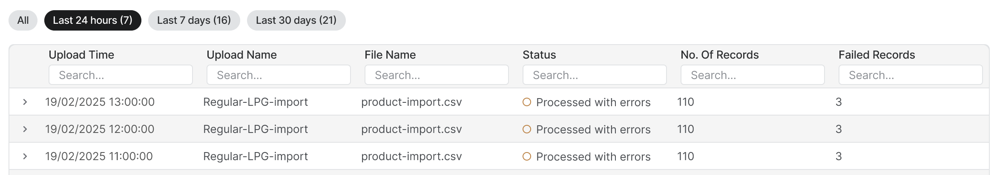 All Last 24 hours (7) Last 7 days (16) Last 30 days (21)
Upload Time Upload Name File Name Status No. Of Records Failed Records
Search... Search... Search... Search... Search... Search...
19/02/2025 13:00:00 Regular-LPG-import product-import.csv Processed with errors 110 3
19/02/2025 12:00:00 Regular-LPG-import product-import.csv Processed with errors 110 3
19/02/2025 11:00:00 Regular-LPG-import product-import.csv Processed with errors 110 3